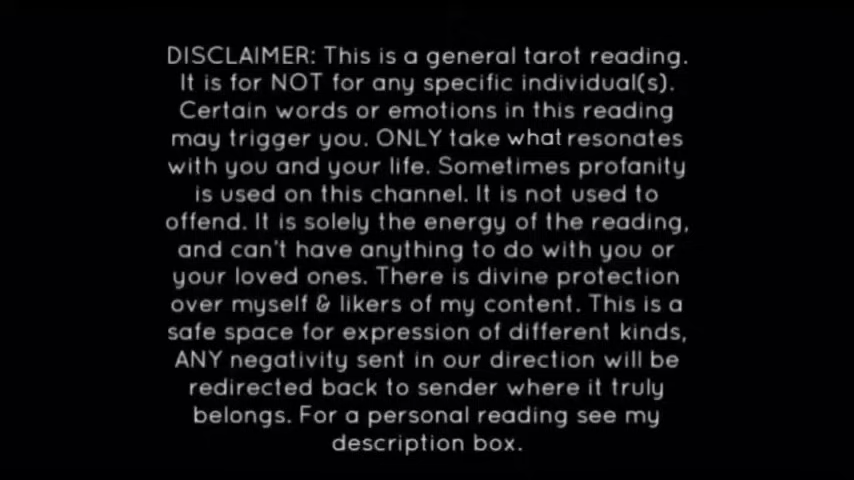 DISCLAIMER: This is a general tarot reading.
It is for NOT for any specific individual(s).
Certain words or emotions in this reading
may trigger you. ONLY take what resonates
with you and your life. Sometimes profanity
is used on this channel. It is not used to
offend. It is solely the energy of the reading,
and can't have anything to do with you or
your loved ones. There is divine protection
over myself & likers of my content. This is a
safe space for expression of different kinds,
ANY negativity sent in our direction will be
redirected back to sender where it truly
belongs. For a personal reading see my
description box.